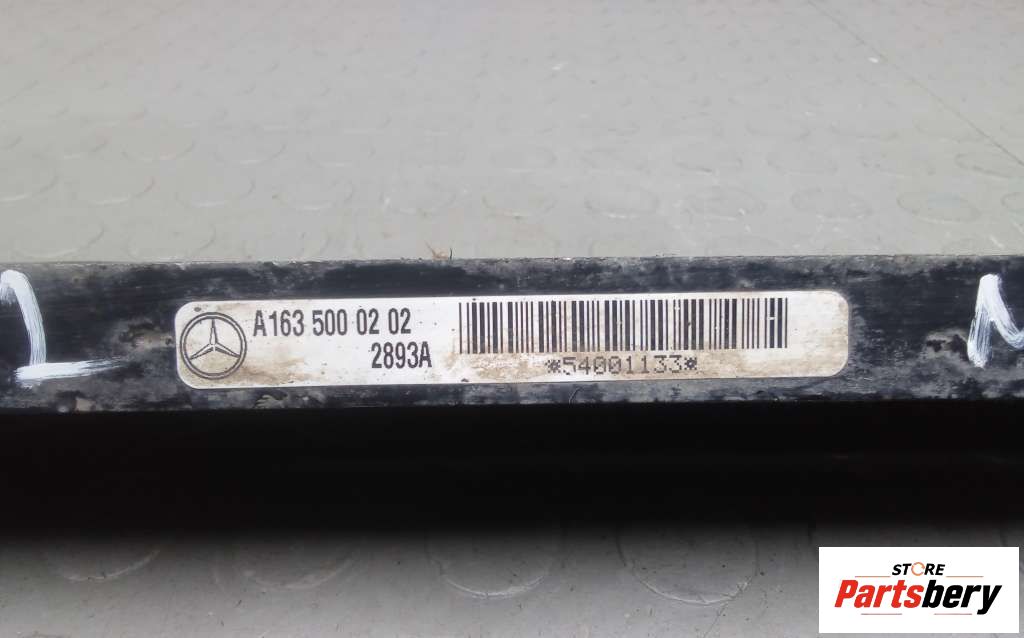 A163 500 02 02
2893A
*54001133*
STORE
Partsbery